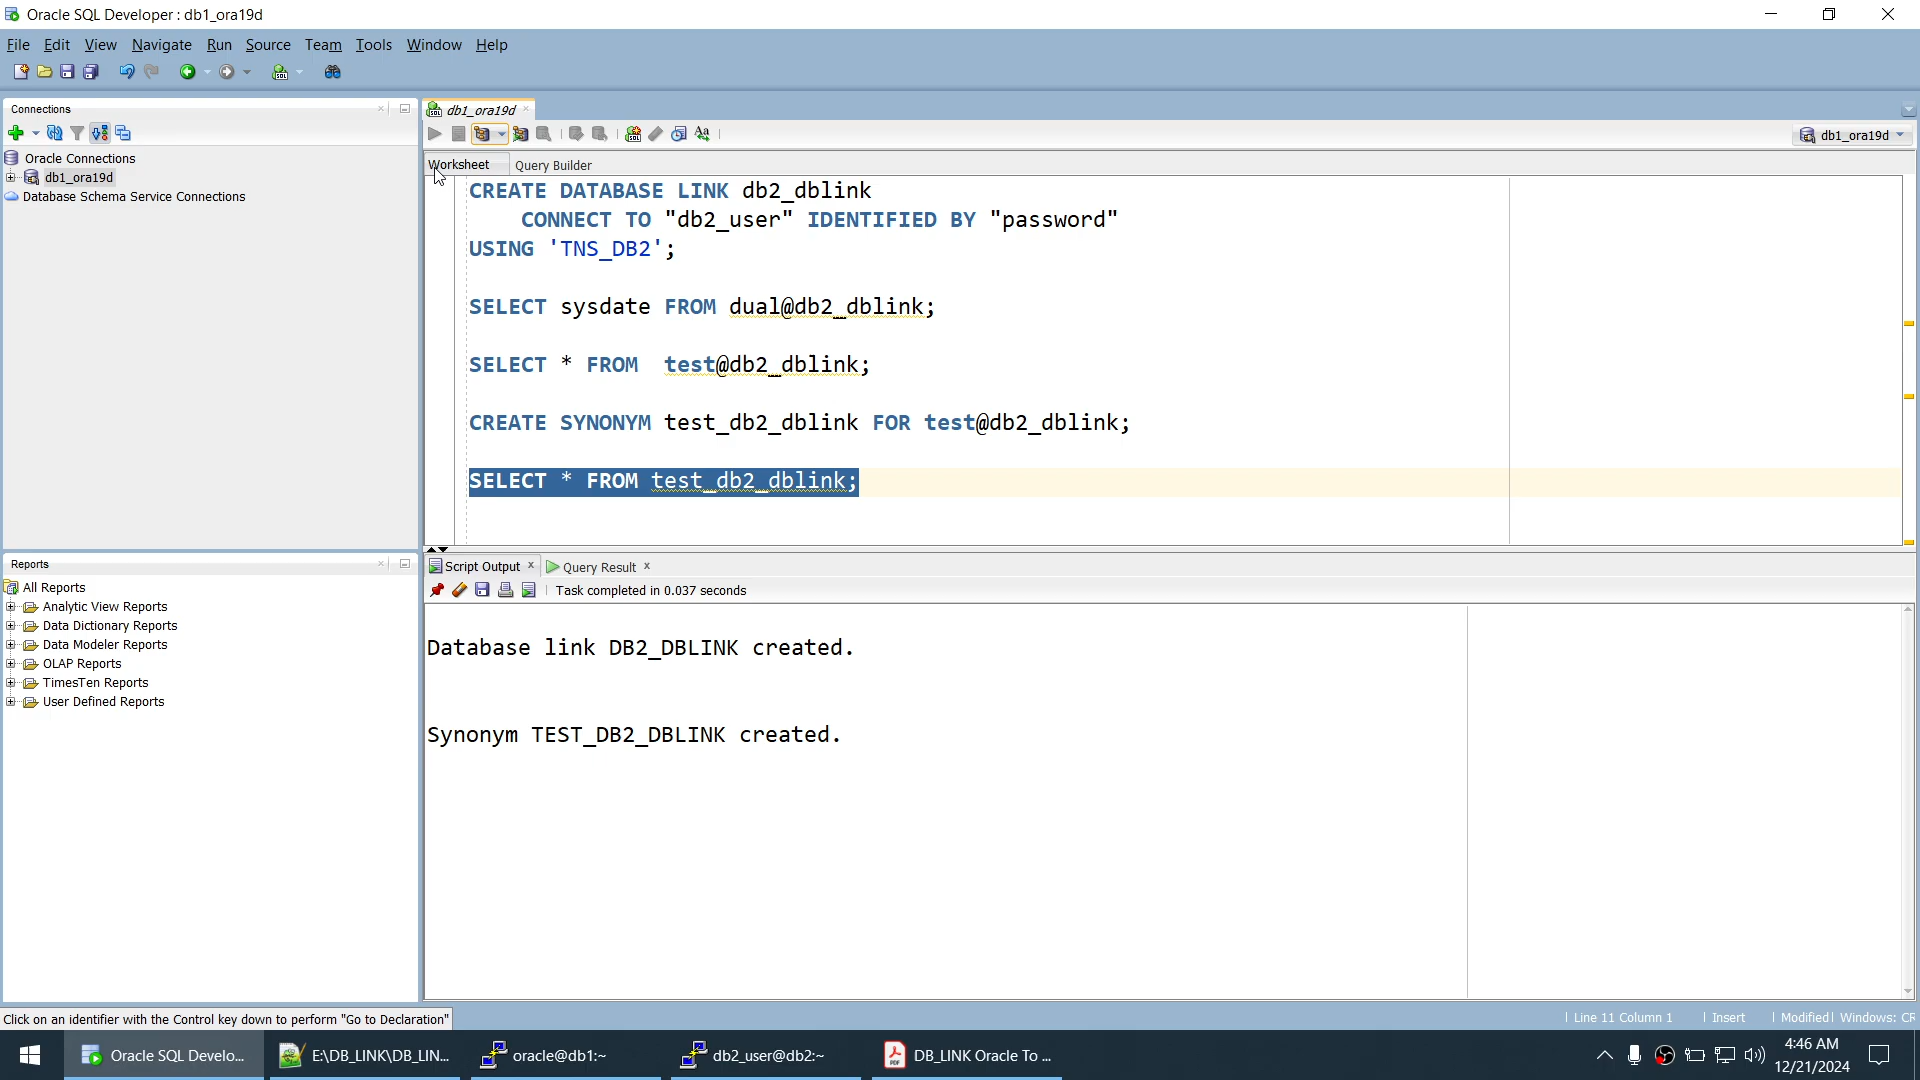 Oracle SQL Developer : db1_ora19d
File Edit View Navigate Run Source Team Tools Window Help
Connections
Oracle Connections
db1_ora19d
Database Schema Service Connections
db1_ora19d
db1_ora19d
Worksheet Query Builder
CREATE DATABASE LINK db2_dblink
CONNECT TO "db2_user" IDENTIFIED BY "password"
USING 'TNS_DB2';
SELECT sysdate FROM dual@db2_dblink;
SELECT * FROM  test@db2_dblink;
CREATE SYNONYM test_db2_dblink FOR test@db2_dblink;
SELECT * FROM test_db2_dblink;
Reports
All Reports
Analytic View Reports
Data Dictionary Reports
Data Modeler Reports
OLAP Reports
TimesTen Reports
User Defined Reports
Script Output x Query Result x
Task completed in 0.037 seconds
Database link DB2_DBLINK created.
Synonym TEST_DB2_DBLINK created.
Click on an identifier with the Control key down to perform "Go to Declaration"
Line 11 Column 1 Insert Modified Windows: CR
Oracle SQL Develo...
E:\DB_LINK\DB_LIN...
oracle@db1:~
db2_user@db2:~
DB_LINK Oracle To ...
4:46 AM
12/21/2024